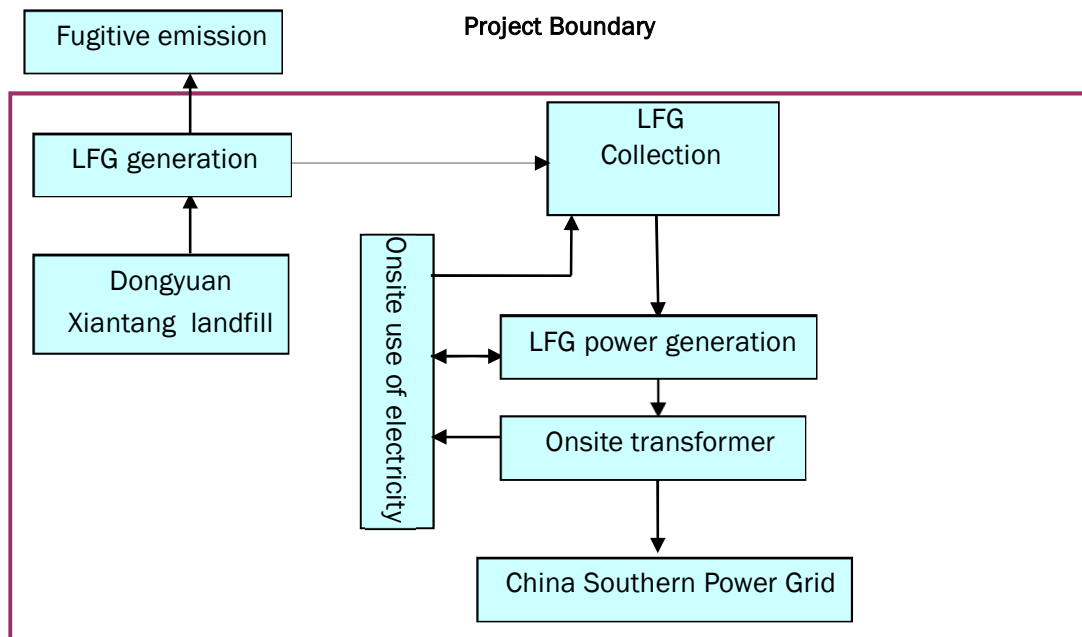 Project Boundary
Fugitive emission
LFG generation
LFG
Collection
Dongyuan
Xiantang landfill
Onsite use of electricity
LFG power generation
Onsite transformer
China Southern Power Grid